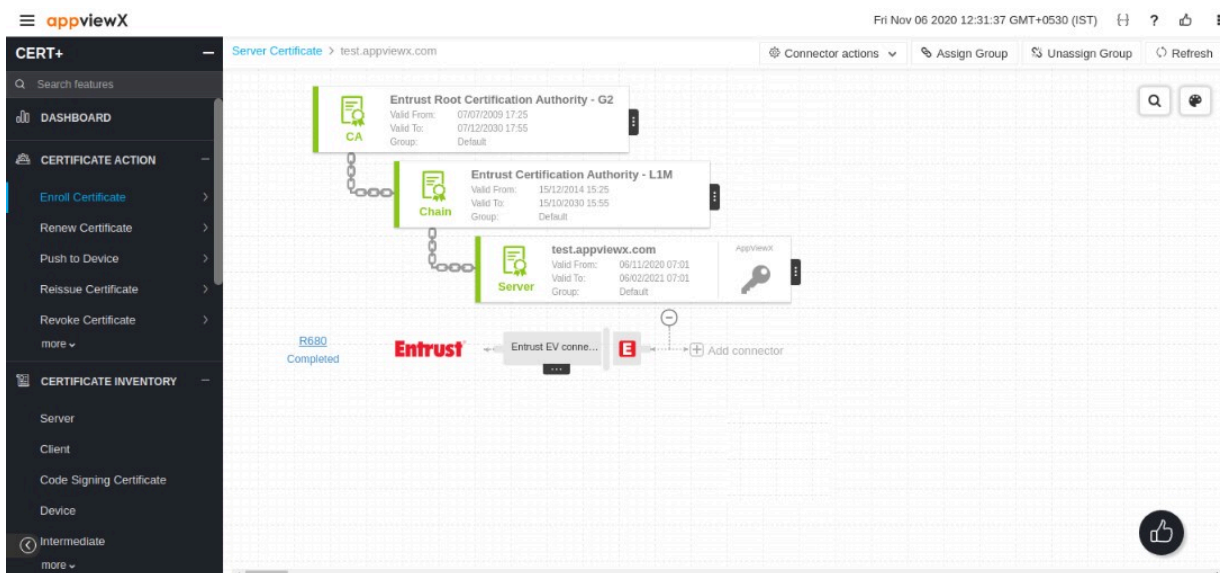 appviewX
Fri Nov 06 2020 12:31:37 GMT+0530 (IST)
?
CERT+
Server Certificate > test.appviewx.com
Connector actions
Assign Group
Unassign Group
Refresh
Search features
DASHBOARD
CERTIFICATE ACTION
Enroll Certificate
Renew Certificate
Push to Device
Reissue Certificate
Revoke Certificate
more
CERTIFICATE INVENTORY
Server
Client
Code Signing Certificate
Device
Intermediate
more
CA
Entrust Root Certification Authority - G2
Valid From: 07/07/2009 17:25
Valid To: 07/12/2030 17:55
Group: Default
Chain
Entrust Certification Authority - L1M
Valid From: 15/12/2014 15:25
Valid To: 15/10/2030 15:55
Group: Default
Server
test.appviewx.com
Valid From: 06/11/2020 07:01
Valid To: 06/02/2021 07:01
Group: Default
AppViewX
R680
Completed
Entrust
Entrust EV conne...
E
Add connector